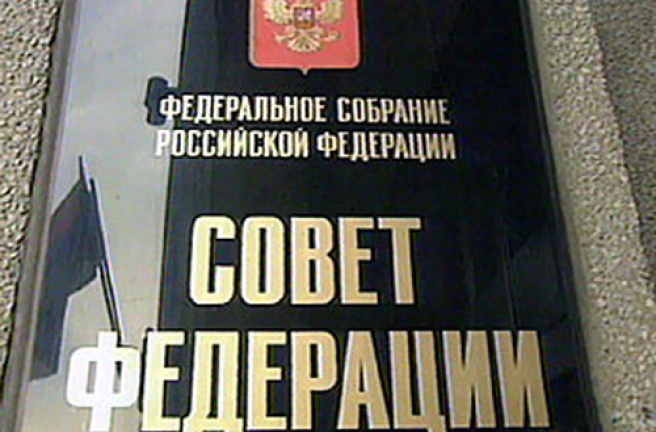 ФЕДЕРАЛЬНОЕ СОБРАНИЕ
РОССИЙСКОЙ ФЕДЕРАЦИИ
СОВЕТ
ФЕДЕРАЦИИ